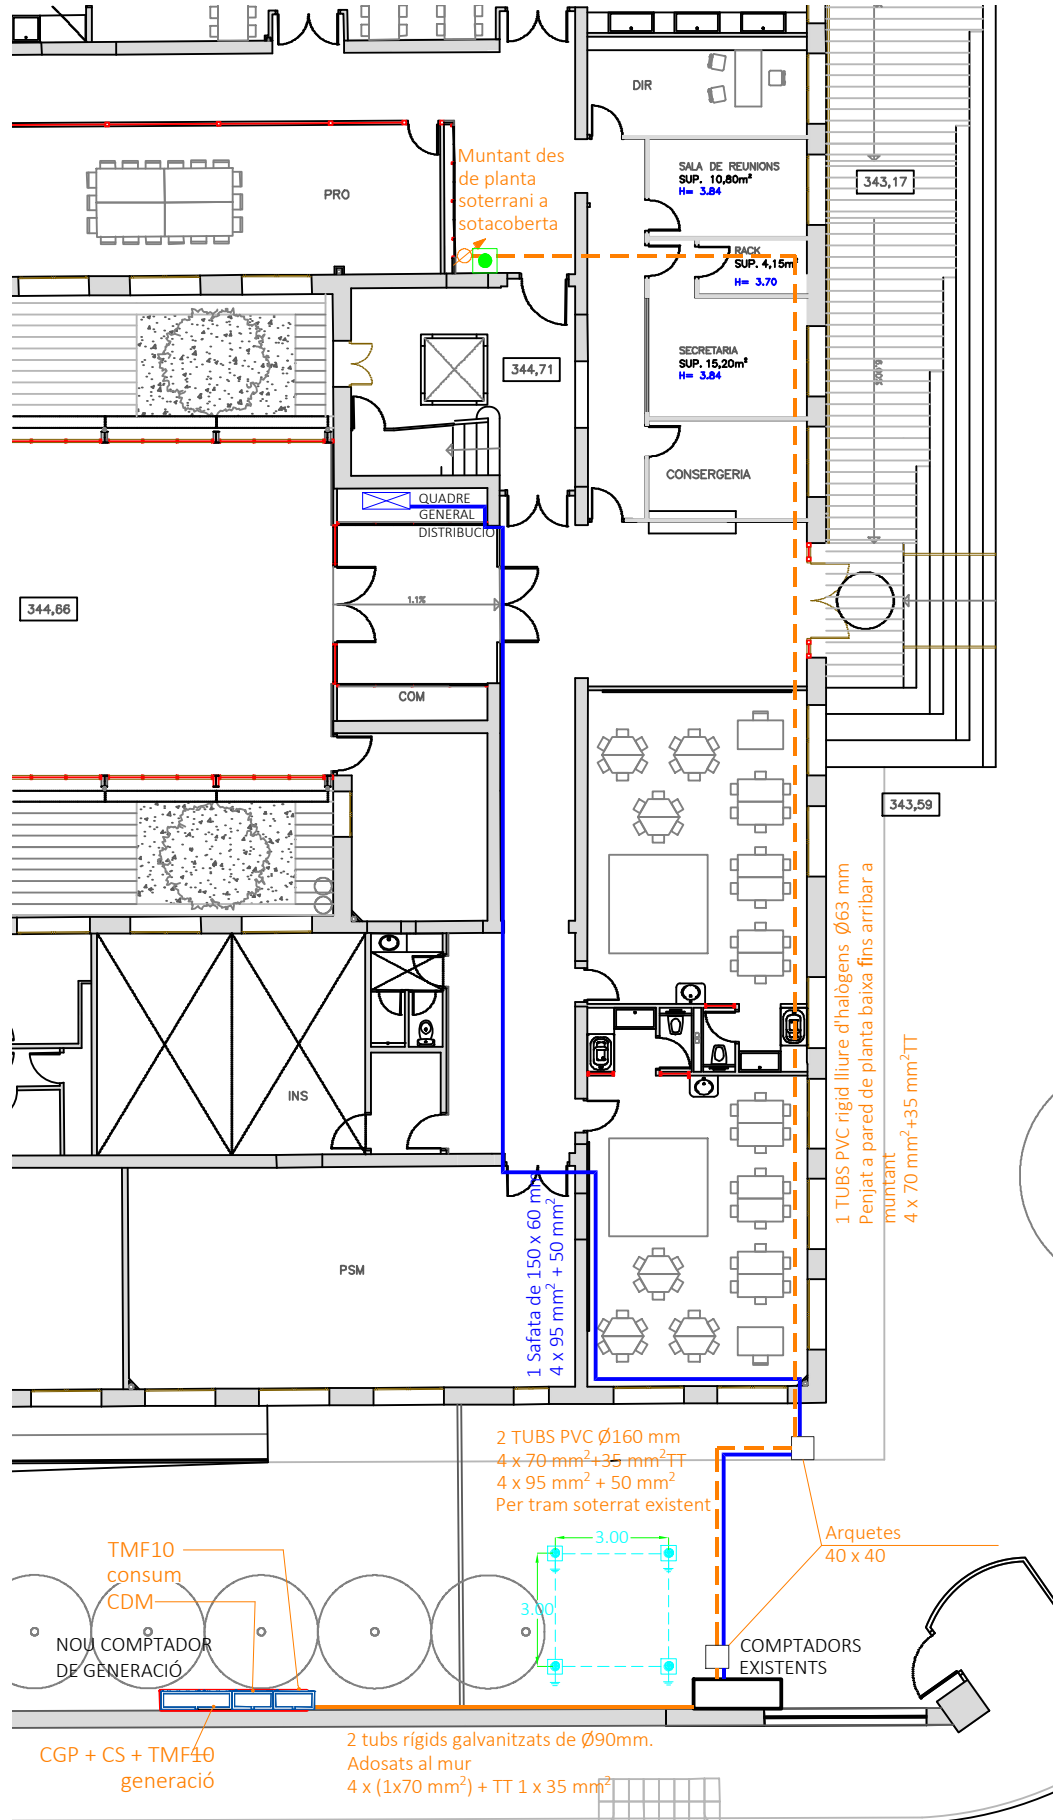 DIR
Muntant des
de planta
soterrani a
sotacoberta
SALA DE REUNIONS
SUP. 10,80m²
H= 3.84
343,17
PRO
RACK
SUP. 4,15m²
H= 3.70
344,71
SECRETARIA
SUP. 15,20m²
H= 3.84
CONSERGERIA
QUADRE
GENERAL
DISTRIBUCIO
344,66
1.1%
COM
343,59
1 TUBS PVC rigid lliure d'halògens Ø63 mm
Penjat a pared de planta baixa fins arribar a
muntant
4 x 70 mm²+35 mm²TT
INS
PSM
1 Safata de 150 x 60 mm
4 x 95 mm² + 50 mm²
2 TUBS PVC Ø160 mm
4 x 70 mm²+35 mm²TT
4 x 95 mm² + 50 mm²
Per tram soterrat existent
Arquetes
40 x 40
3.00
3.00
TMF10
consum
CDM
NOU COMPTADOR
DE GENERACIÓ
COMPTADORS
EXISTENTS
CGP + CS + TMF10
generació
2 tubs rígids galvanitzats de Ø90mm.
Adosats al mur
4 x (1x70 mm²) + TT 1 x 35 mm²